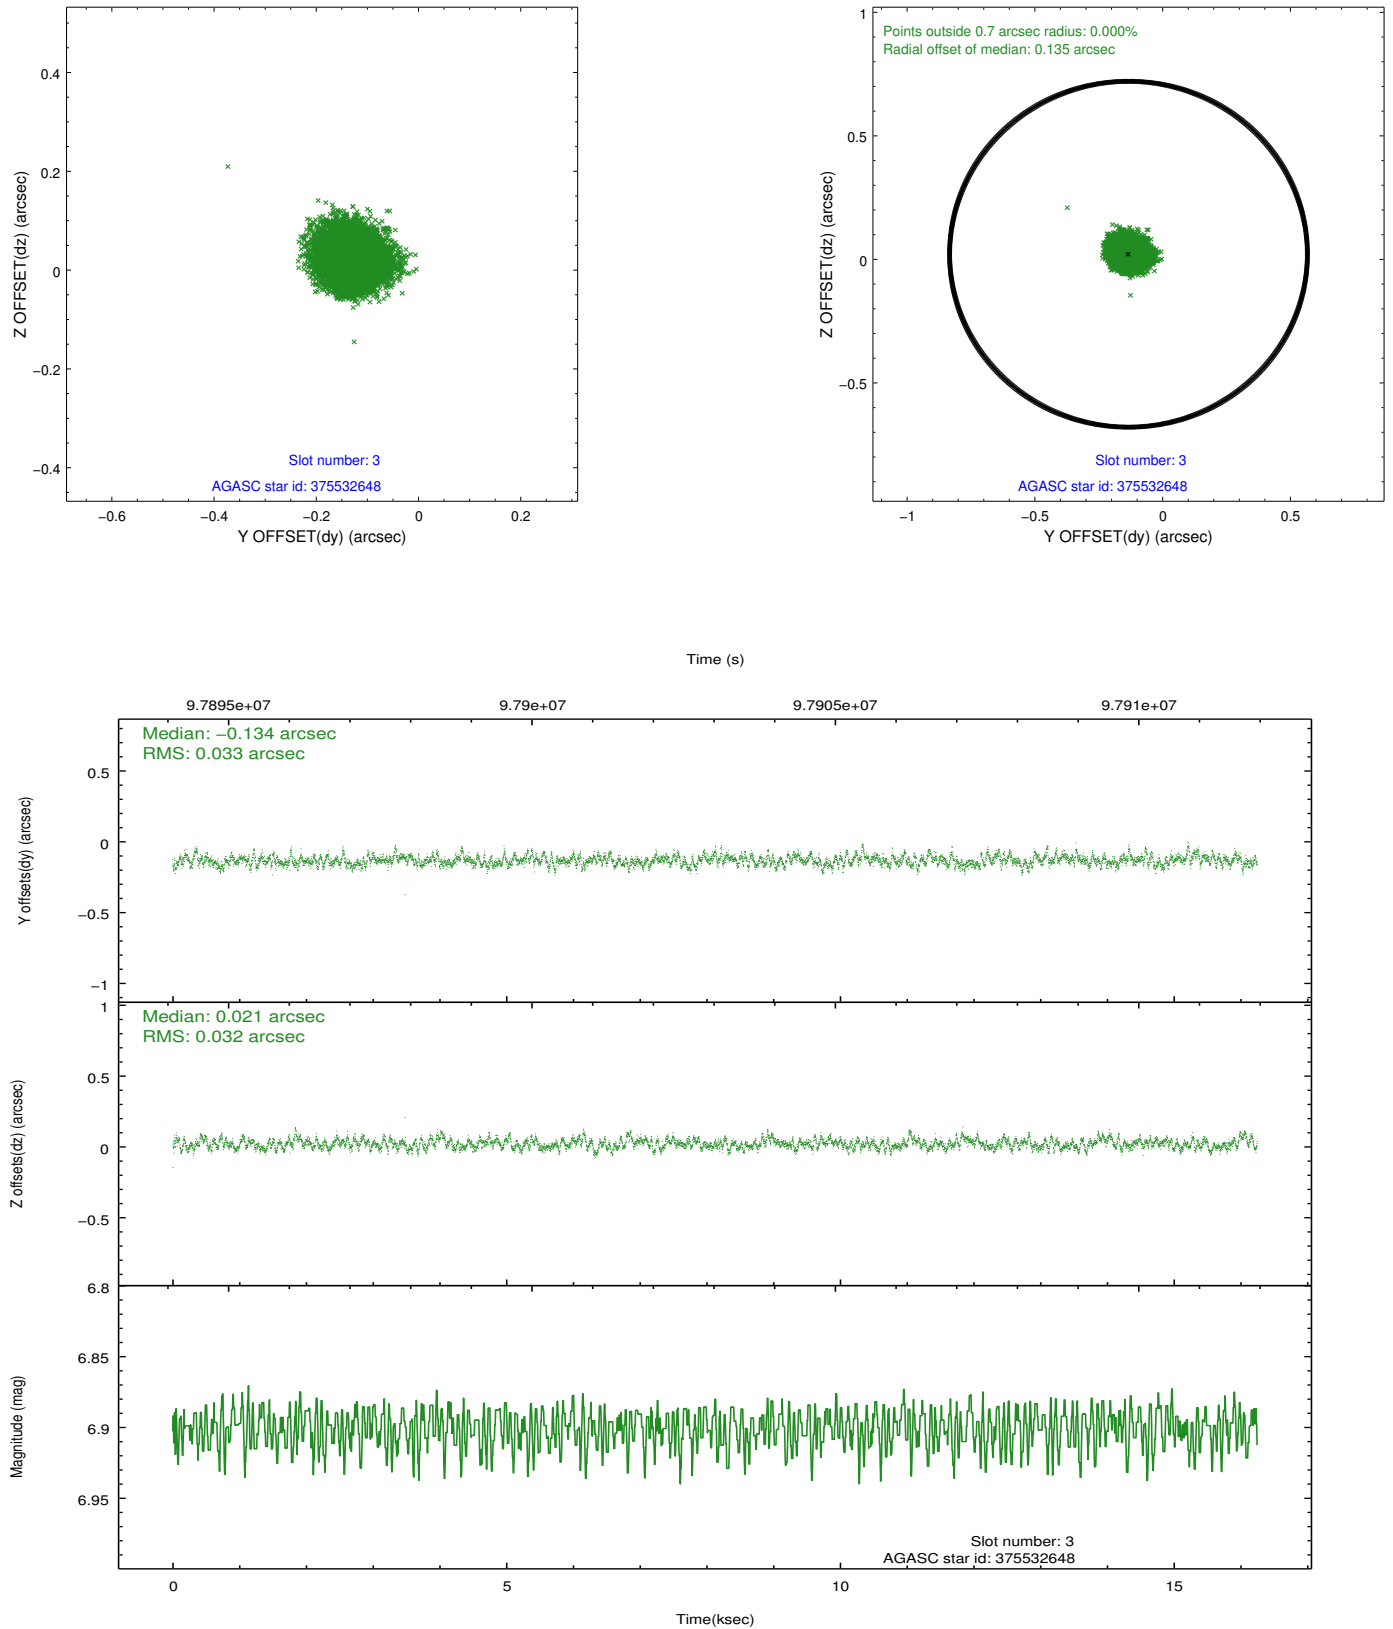 0.4
0.2
0
−0.2
−0.4
Z OFFSET(dz) (arcsec)
Slot number: 3
AGASC star id: 375532648
−0.6
−0.4
−0.2
0
0.2
Y OFFSET(dy) (arcsec)
1
0.5
0
−0.5
Z OFFSET(dz) (arcsec)
Points outside 0.7 arcsec radius: 0.000%
Radial offset of median: 0.135 arcsec
Slot number: 3
AGASC star id: 375532648
−1
−0.5
0
0.5
Y OFFSET(dy) (arcsec)
Time (s)
9.7895e+07
9.79e+07
9.7905e+07
9.791e+07
Median: −0.134 arcsec
RMS: 0.033 arcsec
0.5
0
−0.5
−1
Y offsets(dy) (arcsec)
Median: 0.021 arcsec
RMS: 0.032 arcsec
1
0.5
0
−0.5
Z offsets(dz) (arcsec)
6.8
6.85
6.9
6.95
Magnitude (mag)
Slot number: 3
AGASC star id: 375532648
0
5
10
15
Time(ksec)